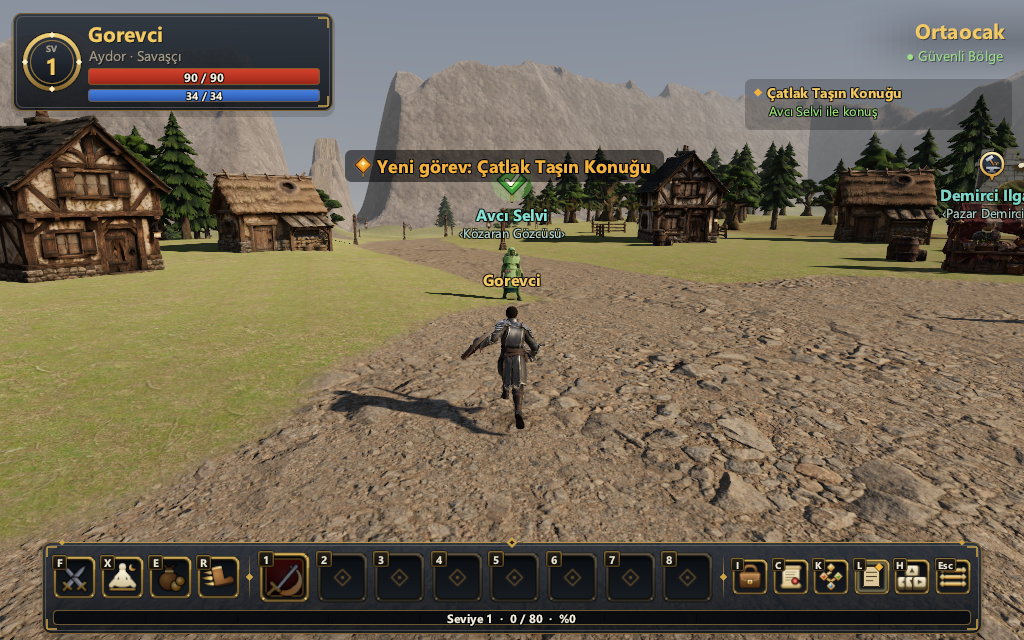 Gorevci
SV
1
Aydor · Savaşçı
90 / 90
34 / 34
Ortaocak
Güvenli Bölge
Çatlak Taşın Konuğu
Avcı Selvi ile konuş
Yeni görev: Çatlak Taşın Konuğu
Avcı Selvi
‹Közaran Gözcüsü›
Gorevci
Demirci Ilga
‹Pazar Demirci
F
X
E
R
1
2
3
4
5
6
7
8
I
C
K
L
H
Esc
Seviye 1 · 0 / 80 · %0